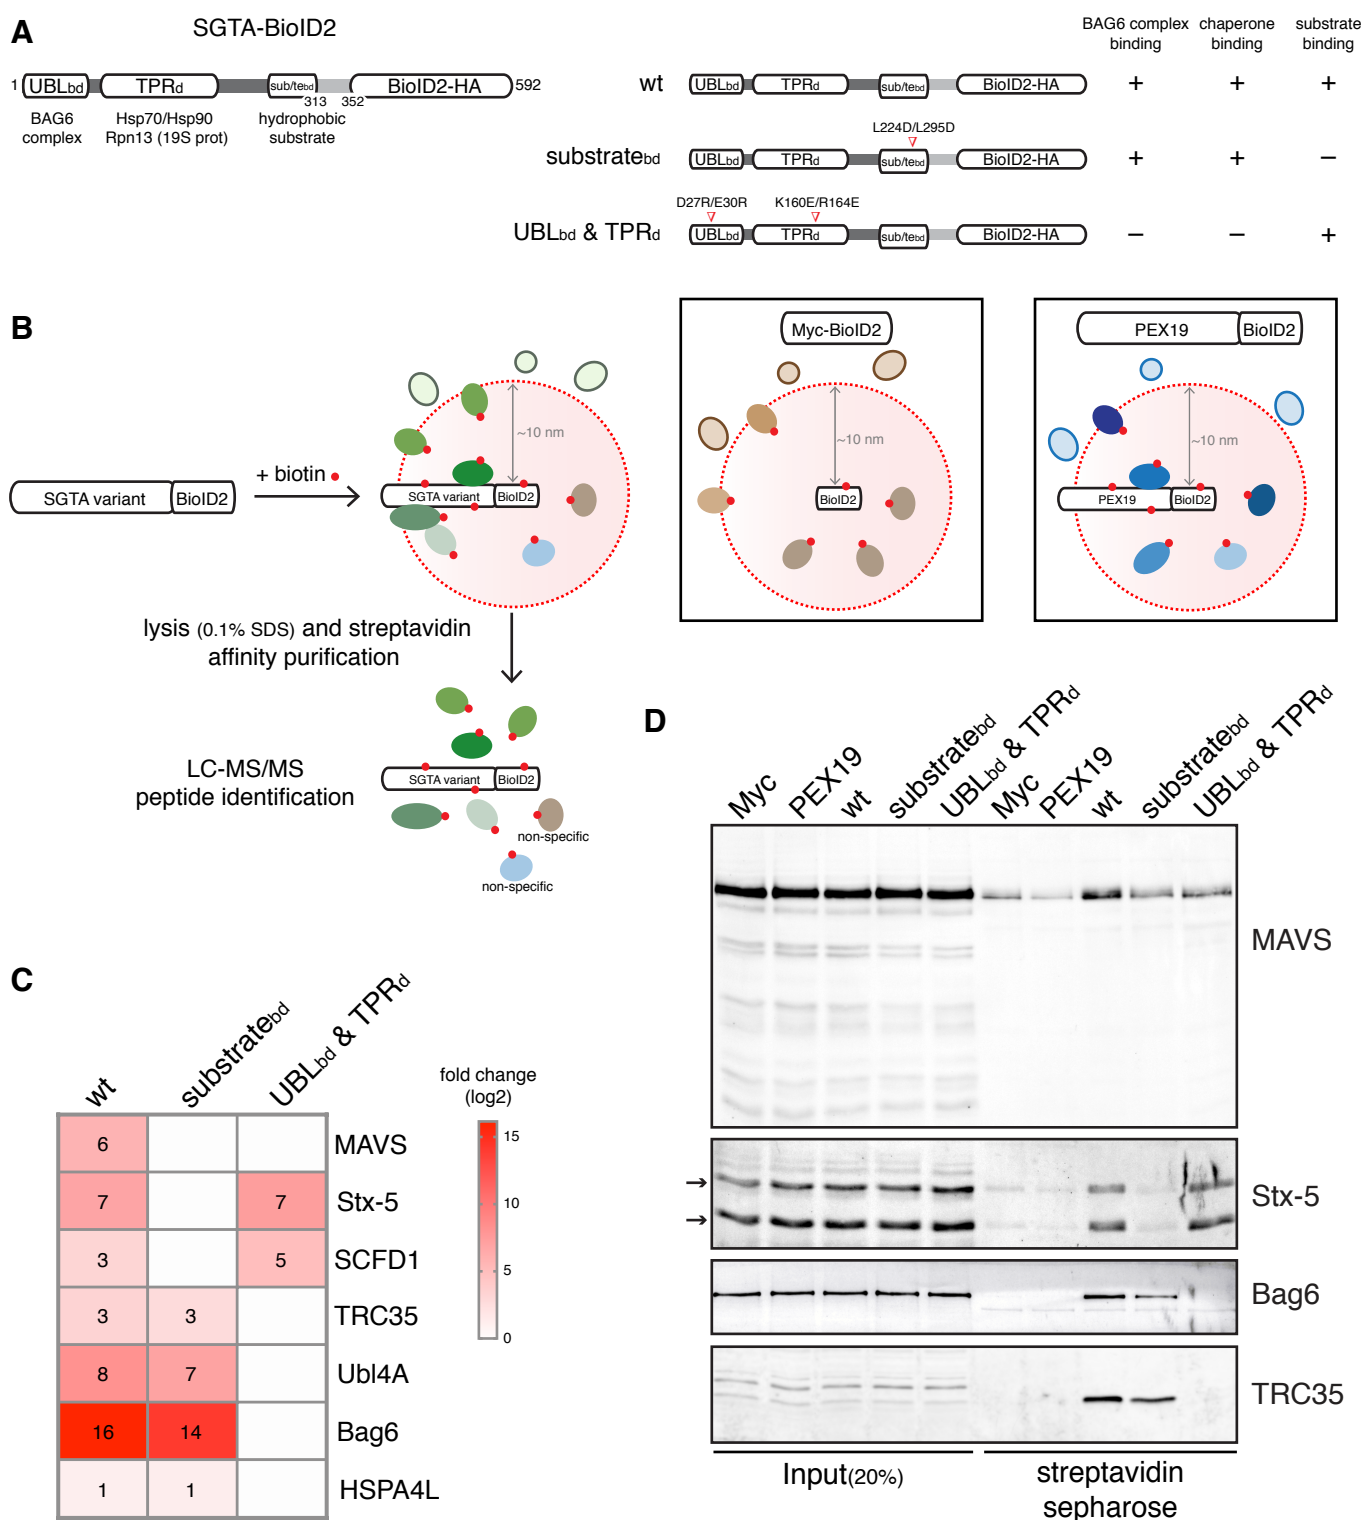 A
SGTA-BioID2
1 UBLbd TPRd sub/tebd 313 352 BioID2-HA 592
BAG6 complex
Hsp70/Hsp90
Rpn13 (19S prot)
hydrophobic substrate
BAG6 complex binding
chaperone binding
substrate binding
wt UBLbd TPRd sub/tebd BioID2-HA + + +
L224D/L295D
substratebd UBLbd TPRd sub/tebd BioID2-HA + + −
D27R/E30R K160E/R164E
UBLbd & TPRd UBLbd TPRd sub/tebd BioID2-HA − − +
B
SGTA variant BioID2
+ biotin
~10 nm
SGTA variant BioID2
Myc-BioID2
~10 nm
BioID2
PEX19 BioID2
~10 nm
PEX19 BioID2
lysis (0.1% SDS) and streptavidin
affinity purification
LC-MS/MS
peptide identification
SGTA variant BioID2
non-specific
non-specific
C
wt substratebd UBLbd & TPRd
6 MAVS
7 7 Stx-5
3 5 SCFD1
3 3 TRC35
8 7 Ubl4A
16 14 Bag6
1 1 HSPA4L
fold change
(log2)
15
10
5
0
D
Myc PEX19 wt substratebd UBLbd & TPRd Myc PEX19 wt substratebd UBLbd & TPRd
MAVS
→
→
Stx-5
Bag6
TRC35
Input(20%)
streptavidin
sepharose